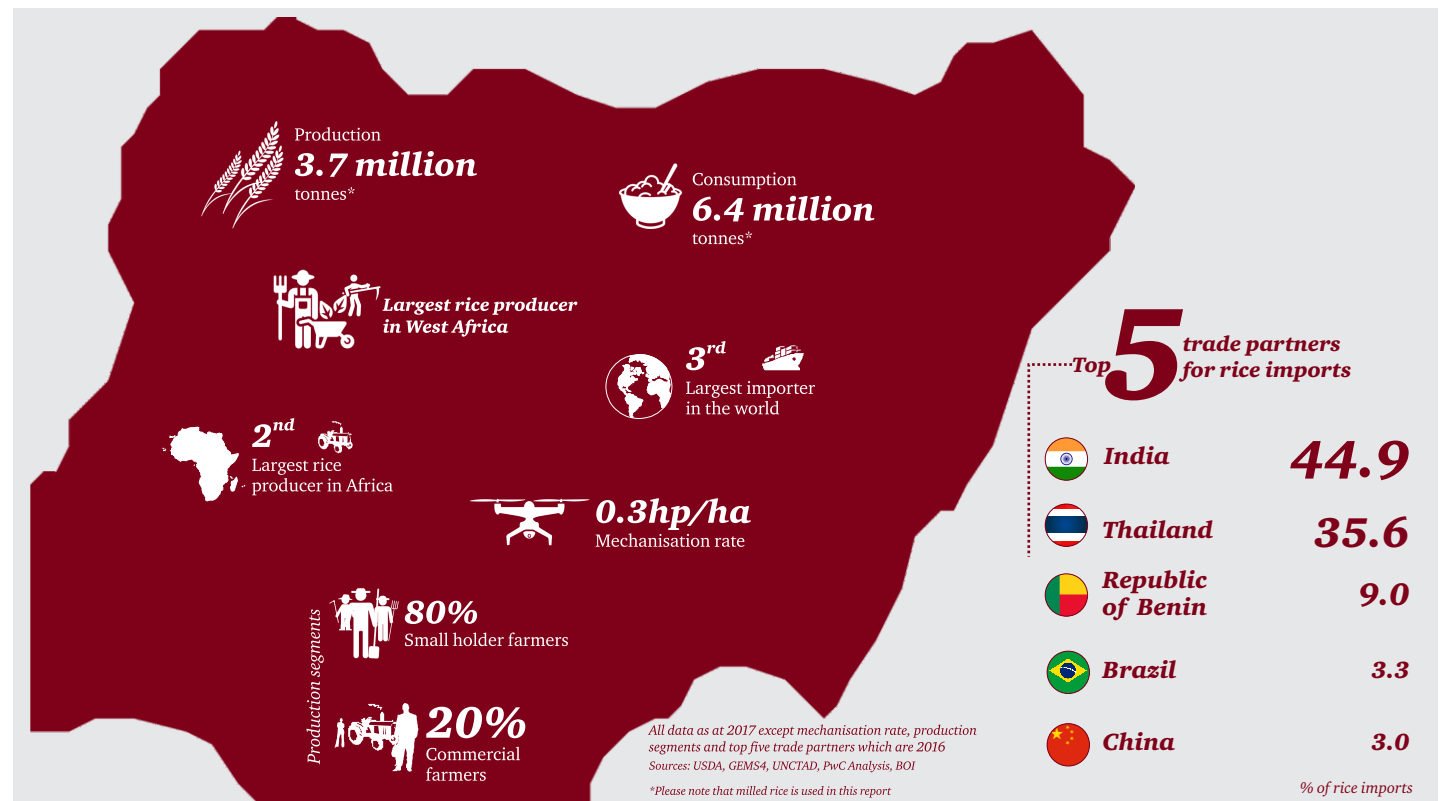 Production
3.7 million
tonnes*
Consumption
6.4 million
tonnes*
Largest rice producer
in West Africa
3rd
Largest importer
in the world
2nd
Largest rice
producer in Africa
0.3hp/ha
Mechanisation rate
Production segments
80%
Small holder farmers
20%
Commercial
farmers
Top 5 trade partners
for rice imports
India 44.9
Thailand 35.6
Republic
of Benin 9.0
Brazil 3.3
China 3.0
% of rice imports
All data as at 2017 except mechanisation rate, production
segments and top five trade partners which are 2016
Sources: USDA, GEMS4, UNCTAD, PwC Analysis, BOI
*Please note that milled rice is used in this report